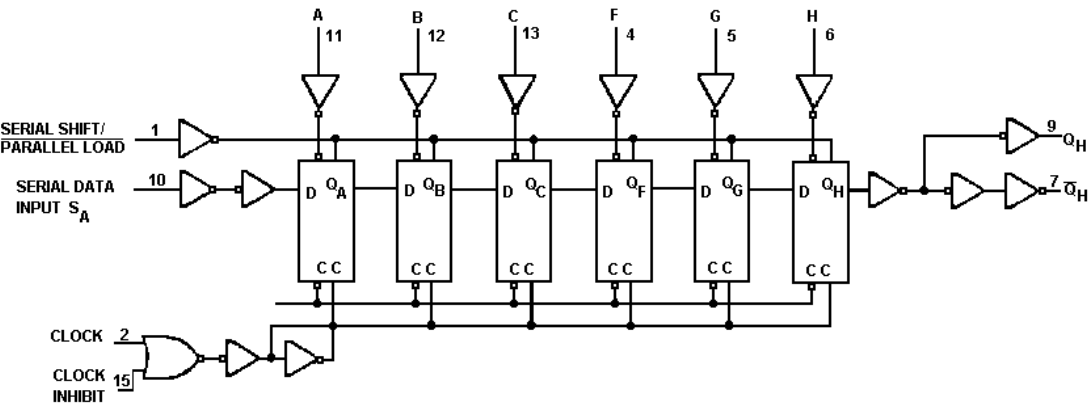 A B C F G H
11 12 13 4 5 6
SERIAL SHIFT/ 1
PARALLEL LOAD
9 QH
SERIAL DATA 10
INPUT SA
D QA D QB D QC D QF D QG D QH
7 Q̅H
C C C C C C C C C C C C
CLOCK 2
CLOCK 15
INHIBIT